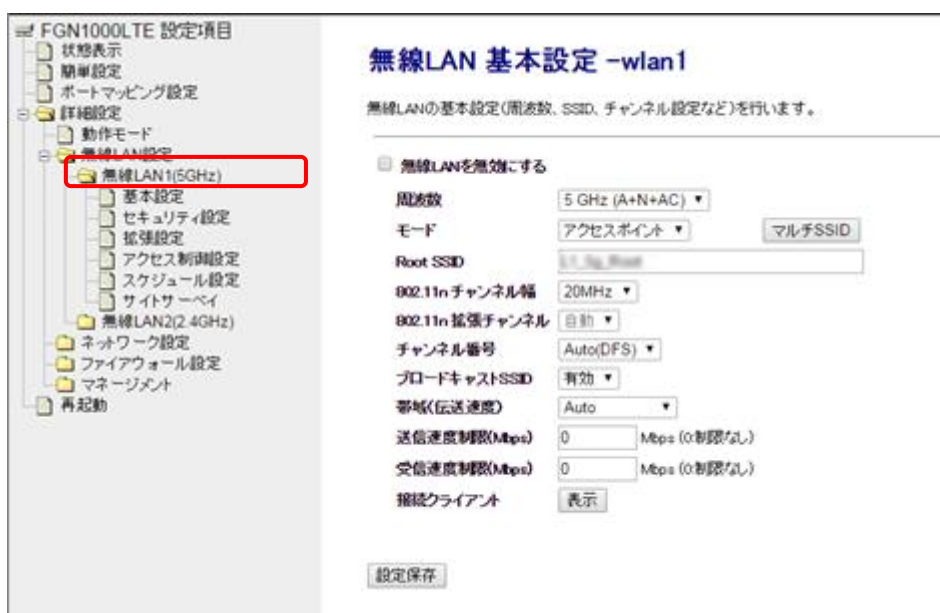 FGN1000LTE 設定項目
状態表示
簡単設定
ポートマッピング設定
詳細設定
動作モード
無線LAN設定
無線LAN1(5GHz)
基本設定
セキュリティ設定
拡張設定
アクセス制御設定
スケジュール設定
サイトサーベイ
無線LAN2(2.4GHz)
ネットワーク設定
ファイアウォール設定
マネージメント
再起動
無線LAN 基本設定 -wlan1
無線LANの基本設定(周波数、SSID、チャンネル設定など)を行います。
無線LANを無効にする
周波数 5 GHz (A+N+AC)
モード アクセスポイント マルチSSID
Root SSID
802.11n チャンネル幅 20MHz
802.11n 拡張チャンネル 自動
チャンネル番号 Auto(DFS)
ブロードキャストSSID 有効
帯域(伝送速度) Auto
送信速度制限(Mbps) 0 Mbps (0:制限なし)
受信速度制限(Mbps) 0 Mbps (0:制限なし)
接続クライアント 表示
設定保存